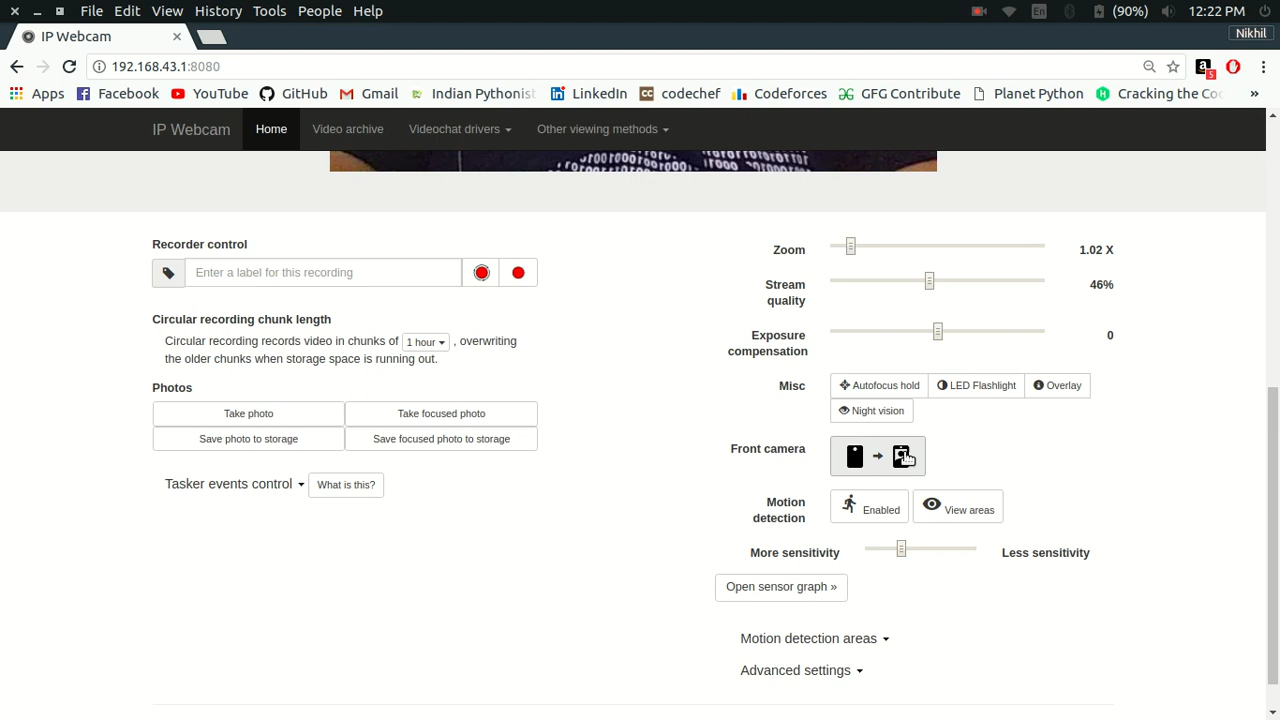 File Edit View History Tools People Help
En (90%) 12:22 PM
IP Webcam
Nikhil
192.168.43.1:8080
5
Apps Facebook YouTube GitHub Gmail Indian Pythonist LinkedIn codechef Codeforces GFG Contribute Planet Python Cracking the Co »
IP Webcam Home Video archive Videochat drivers Other viewing methods
Recorder control
Enter a label for this recording
Circular recording chunk length
Circular recording records video in chunks of 1 hour , overwriting
the older chunks when storage space is running out.
Photos
Take photo Take focused photo
Save photo to storage Save focused photo to storage
Tasker events control What is this?
Zoom 1.02 X
Stream
quality 46%
Exposure
compensation 0
Misc Autofocus hold LED Flashlight Overlay
Night vision
Front camera
Motion
detection Enabled View areas
More sensitivity Less sensitivity
Open sensor graph »
Motion detection areas
Advanced settings